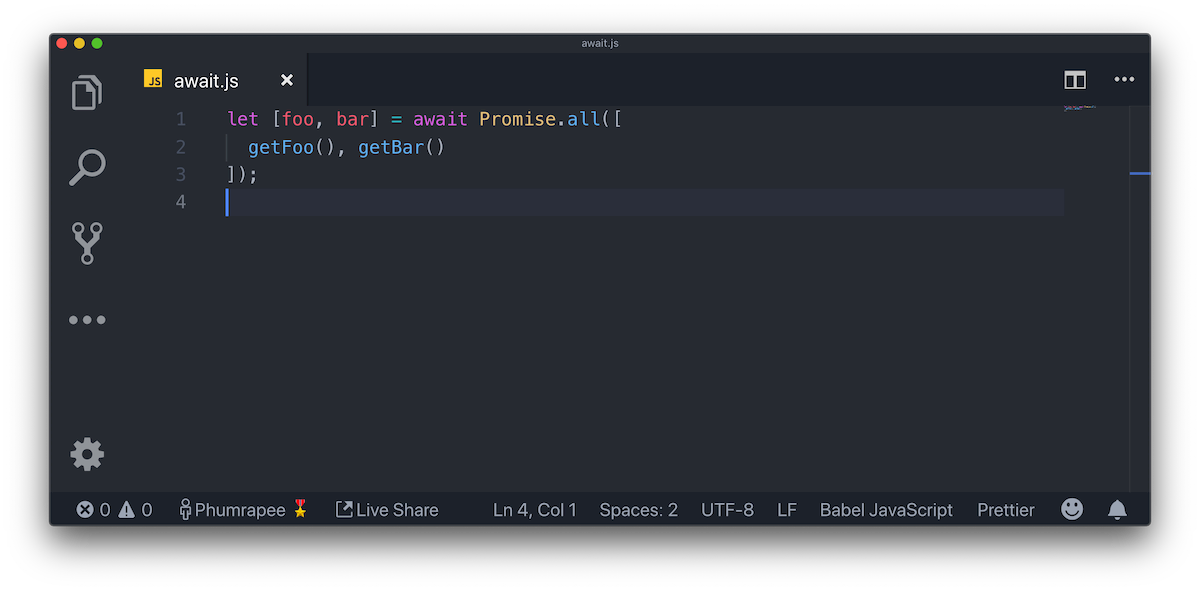 await.js
JS await.js ×
1 let [foo, bar] = await Promise.all([
2   getFoo(), getBar()
3 ]);
4
0 0 Phumrapee Live Share Ln 4, Col 1 Spaces: 2 UTF-8 LF Babel JavaScript Prettier